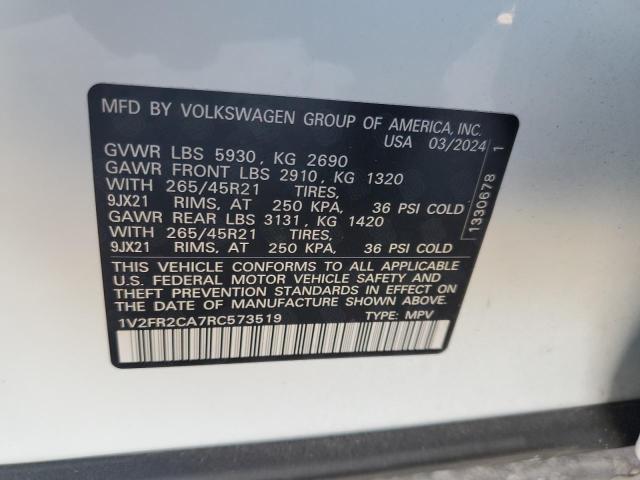 MFD BY VOLKSWAGEN GROUP OF AMERICA, INC.
USA 03/2024
GVWR LBS 5930, KG 2690
GAWR FRONT LBS 2910, KG 1320
WITH 265/45R21 TIRES,
9JX21 RIMS, AT 250 KPA, 36 PSI COLD
GAWR REAR LBS 3131, KG 1420
WITH 265/45R21 TIRES,
9JX21 RIMS, AT 250 KPA, 36 PSI COLD
THIS VEHICLE CONFORMS TO ALL APPLICABLE
U.S. FEDERAL MOTOR VEHICLE SAFETY AND
THEFT PREVENTION STANDARDS IN EFFECT ON
THE DATE OF MANUFACTURE SHOWN ABOVE.
1V2FR2CA7RC573519 TYPE: MPV
1330678 1